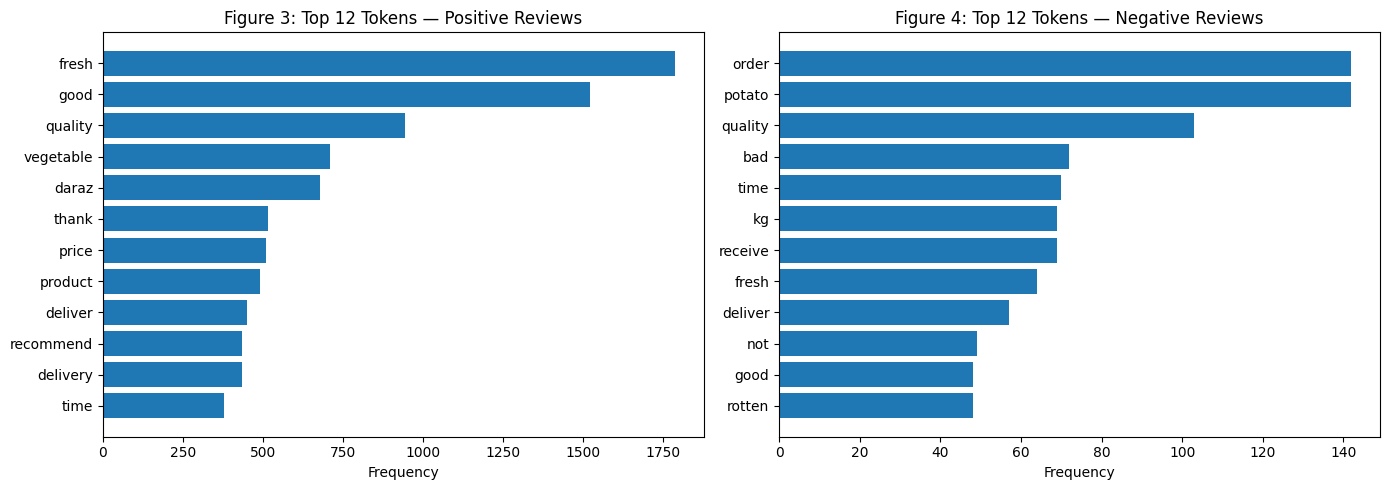 Figure 3: Top 12 Tokens — Positive Reviews
fresh
good
quality
vegetable
daraz
thank
price
product
deliver
recommend
delivery
time
0 250 500 750 1000 1250 1500 1750
Frequency
Figure 4: Top 12 Tokens — Negative Reviews
order
potato
quality
bad
time
kg
receive
fresh
deliver
not
good
rotten
0 20 40 60 80 100 120 140
Frequency